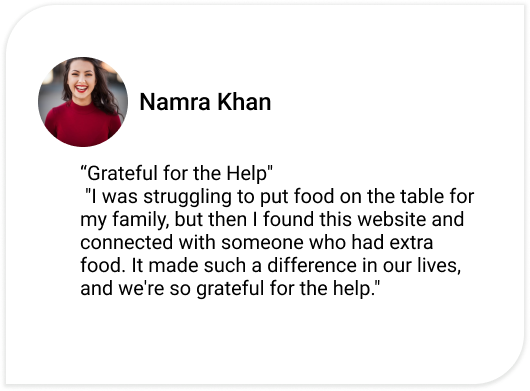 Namra Khan
“Grateful for the Help"
"I was struggling to put food on the table for
my family, but then I found this website and
connected with someone who had extra
food. It made such a difference in our lives,
and we're so grateful for the help."